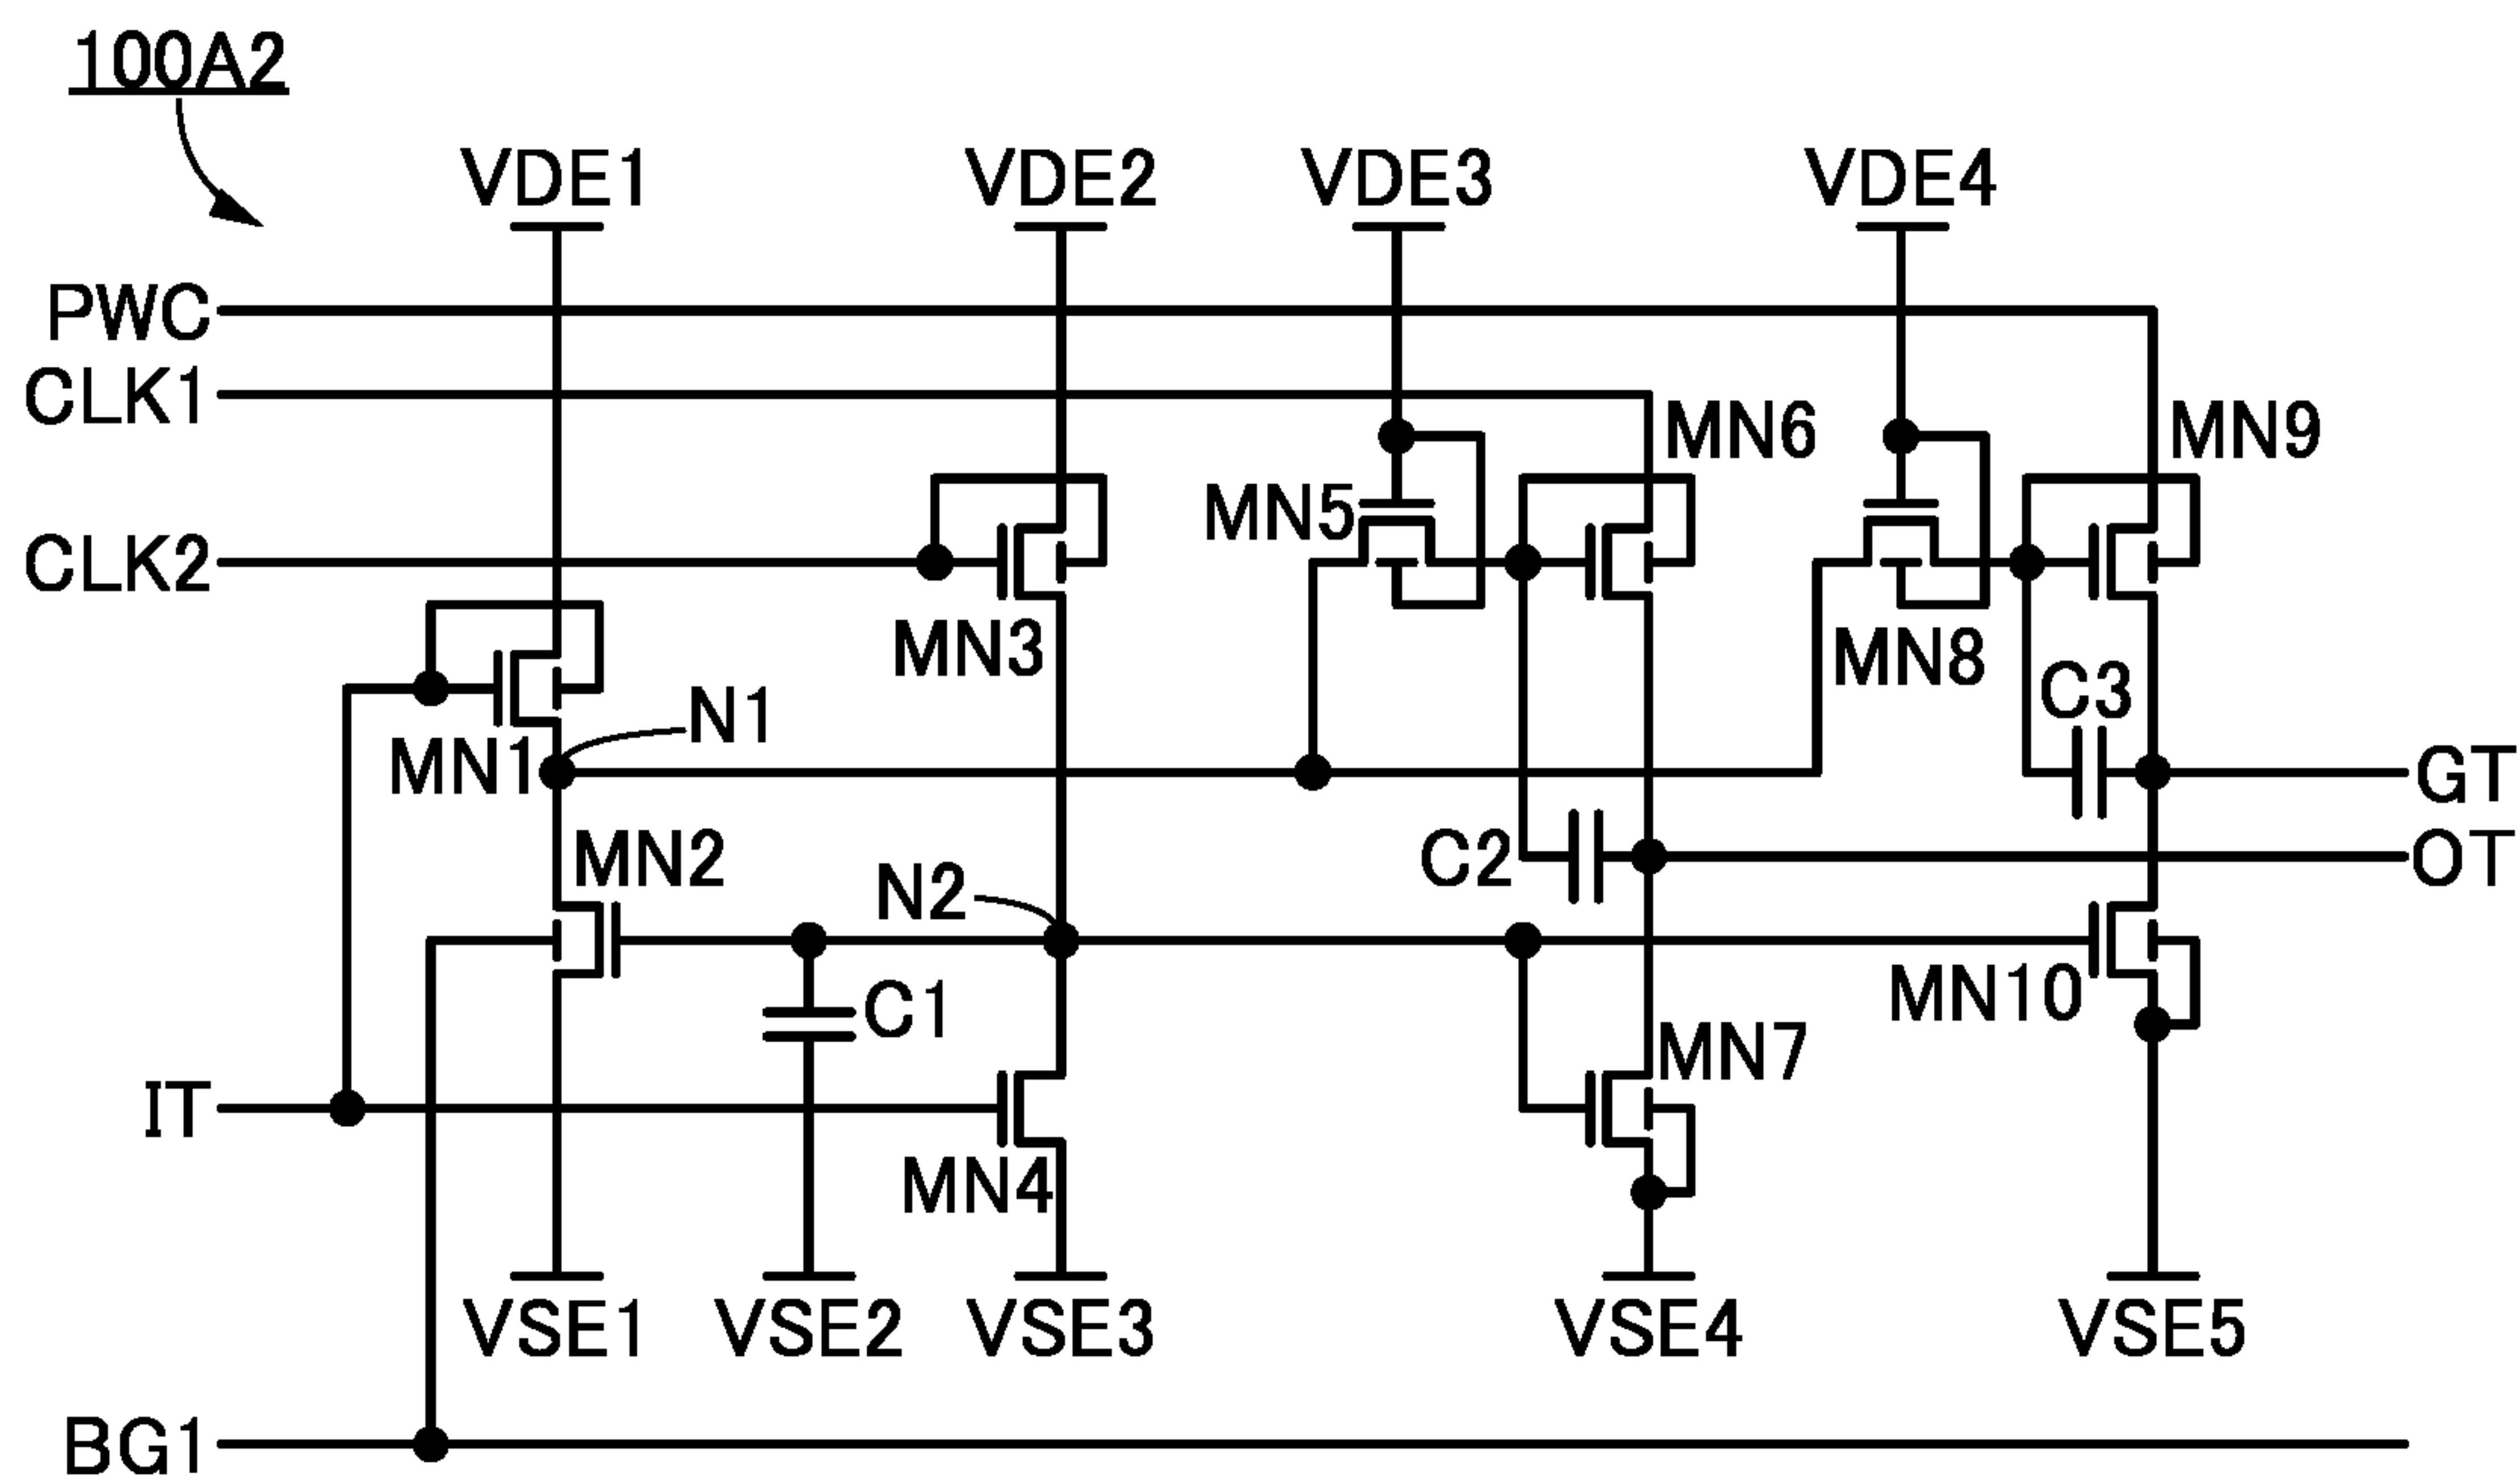 100A2
VDE1 VDE2 VDE3 VDE4
PWC
CLK1
MN6 MN9
MN5
CLK2
MN3 MN8
C3
N1
MN1
GT
MN2 C2 OT
N2
C1 MN10
MN7
IT
MN4
VSE1 VSE2 VSE3 VSE4 VSE5
BG1